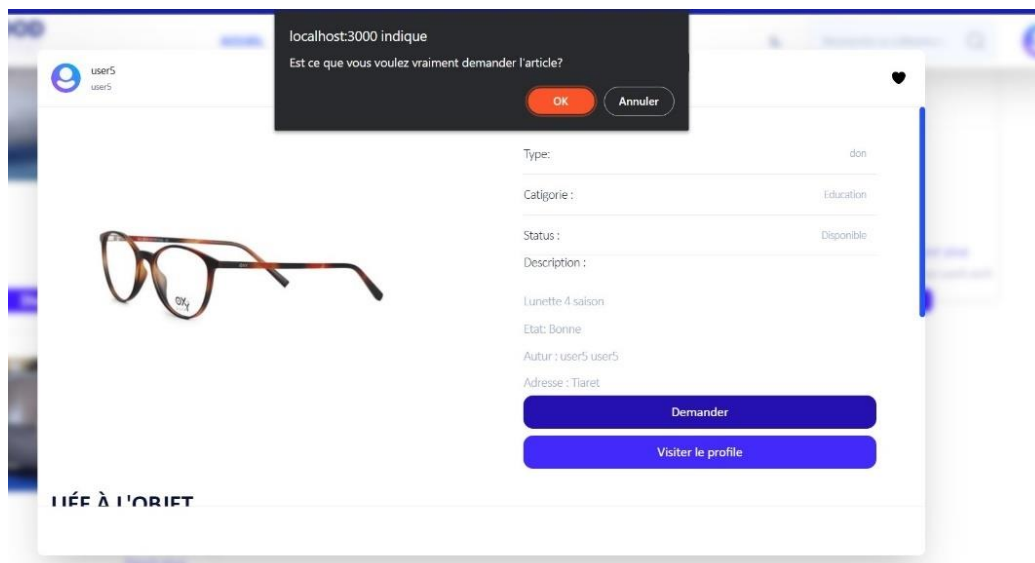 localhost:3000 indique
Est ce que vous voulez vraiment demander l'article?
OK
Annuler
user5
user5
Type:
don
Catigorie :
Education
Status :
Disponible
Description :
Lunette 4 saison
Etat: Bonne
Autur : user5 user5
Adresse : Tiaret
Demander
Visiter le profile
LIÉE À L'OBJET